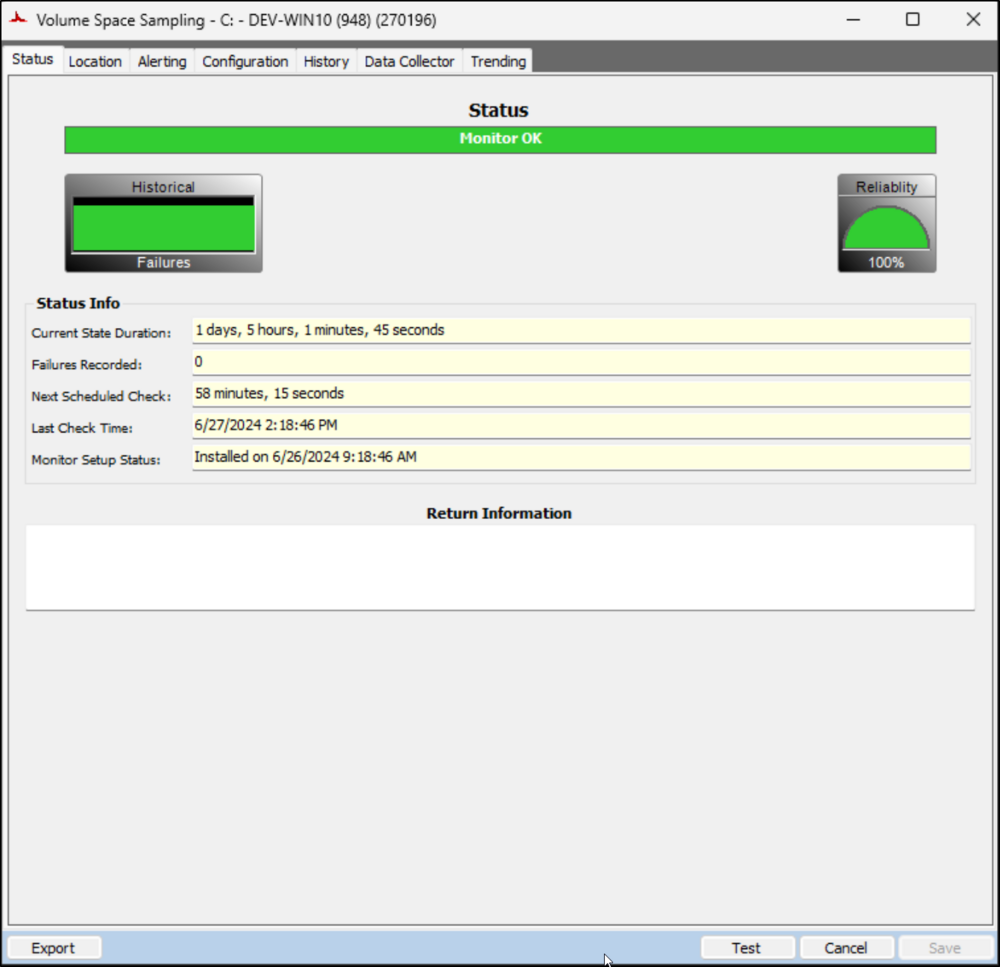 Volume Space Sampling - C: - DEV-WIN10 (948) (270196)
Status Location Alerting Configuration History Data Collector Trending
Status
Monitor OK
Historical
Failures
Reliablity
100%
Status Info
Current State Duration: 1 days, 5 hours, 1 minutes, 45 seconds
Failures Recorded: 0
Next Scheduled Check: 58 minutes, 15 seconds
Last Check Time: 6/27/2024 2:18:46 PM
Monitor Setup Status: Installed on 6/26/2024 9:18:46 AM
Return Information
Export Test Cancel Save